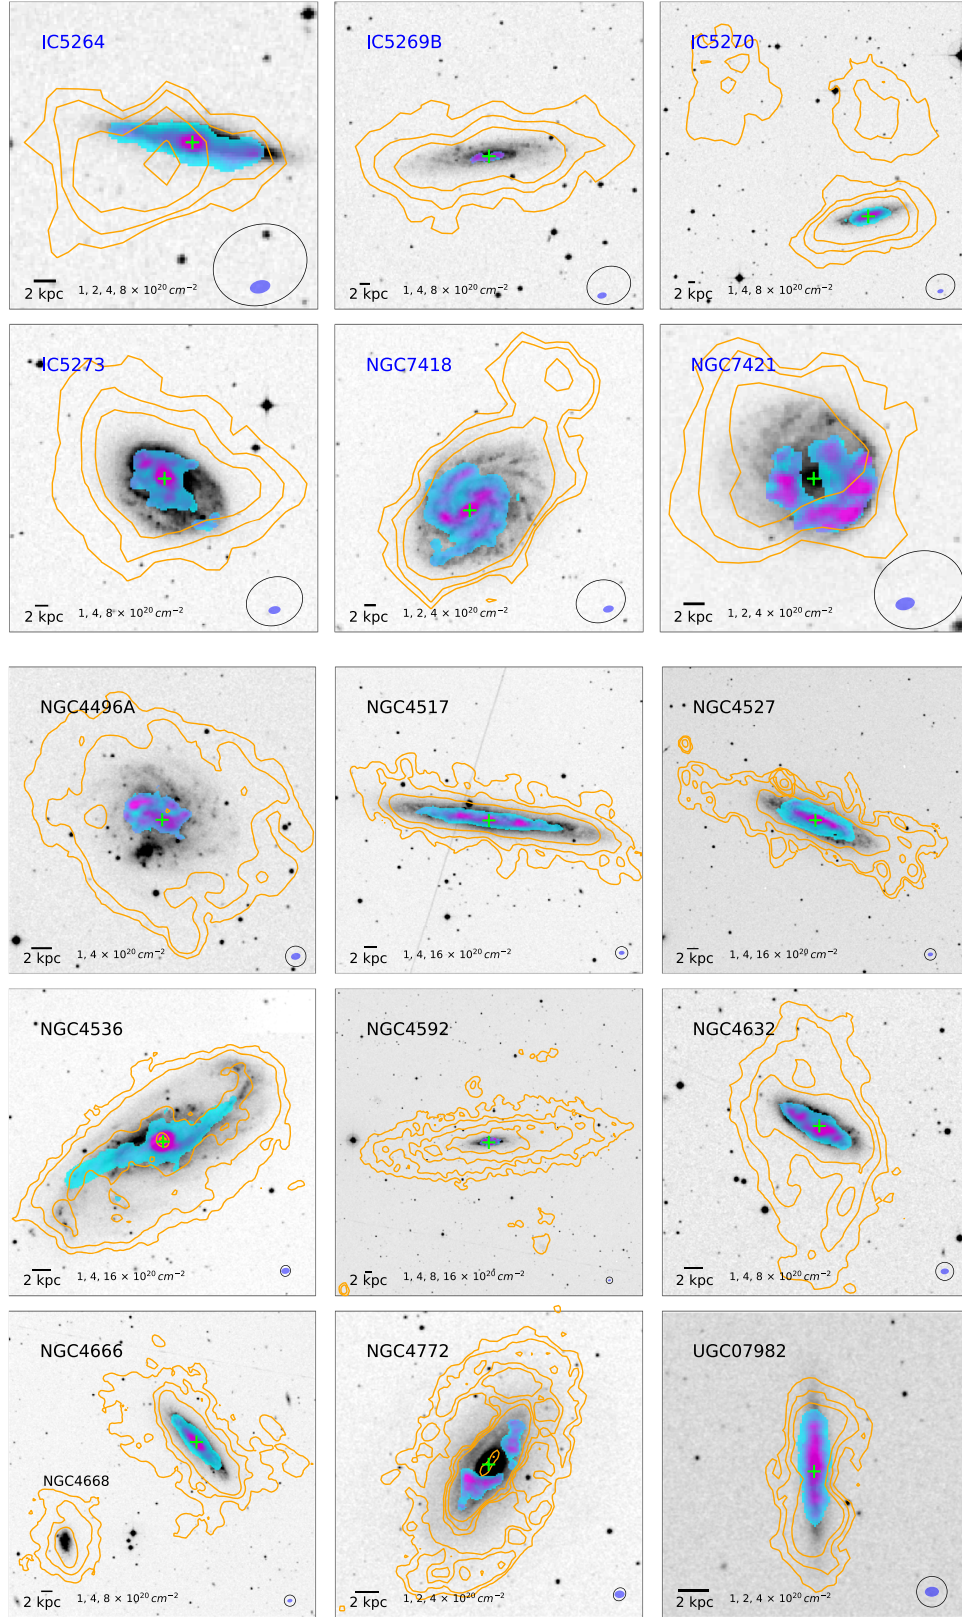 IC5264
2 kpc 1, 2, 4, 8 × 10²⁰ cm⁻²
IC5269B
2 kpc 1, 4, 8 × 10²⁰ cm⁻²
IC5270
2 kpc 1, 4, 8 × 10²⁰ cm⁻²
IC5273
2 kpc 1, 4, 8 × 10²⁰ cm⁻²
NGC7418
2 kpc 1, 2, 4 × 10²⁰ cm⁻²
NGC7421
2 kpc 1, 2, 4 × 10²⁰ cm⁻²
NGC4496A
2 kpc 1, 4 × 10²⁰ cm⁻²
NGC4517
2 kpc 1, 4, 16 × 10²⁰ cm⁻²
NGC4527
2 kpc 1, 4, 16 × 10²⁰ cm⁻²
NGC4536
2 kpc 1, 4, 16 × 10²⁰ cm⁻²
NGC4592
2 kpc 1, 4, 8, 16 × 10²⁰ cm⁻²
NGC4632
2 kpc 1, 4, 8 × 10²⁰ cm⁻²
NGC4666
NGC4668
2 kpc 1, 4, 8 × 10²⁰ cm⁻²
NGC4772
2 kpc 1, 2, 4 × 10²⁰ cm⁻²
UGC07982
2 kpc 1, 2, 4 × 10²⁰ cm⁻²